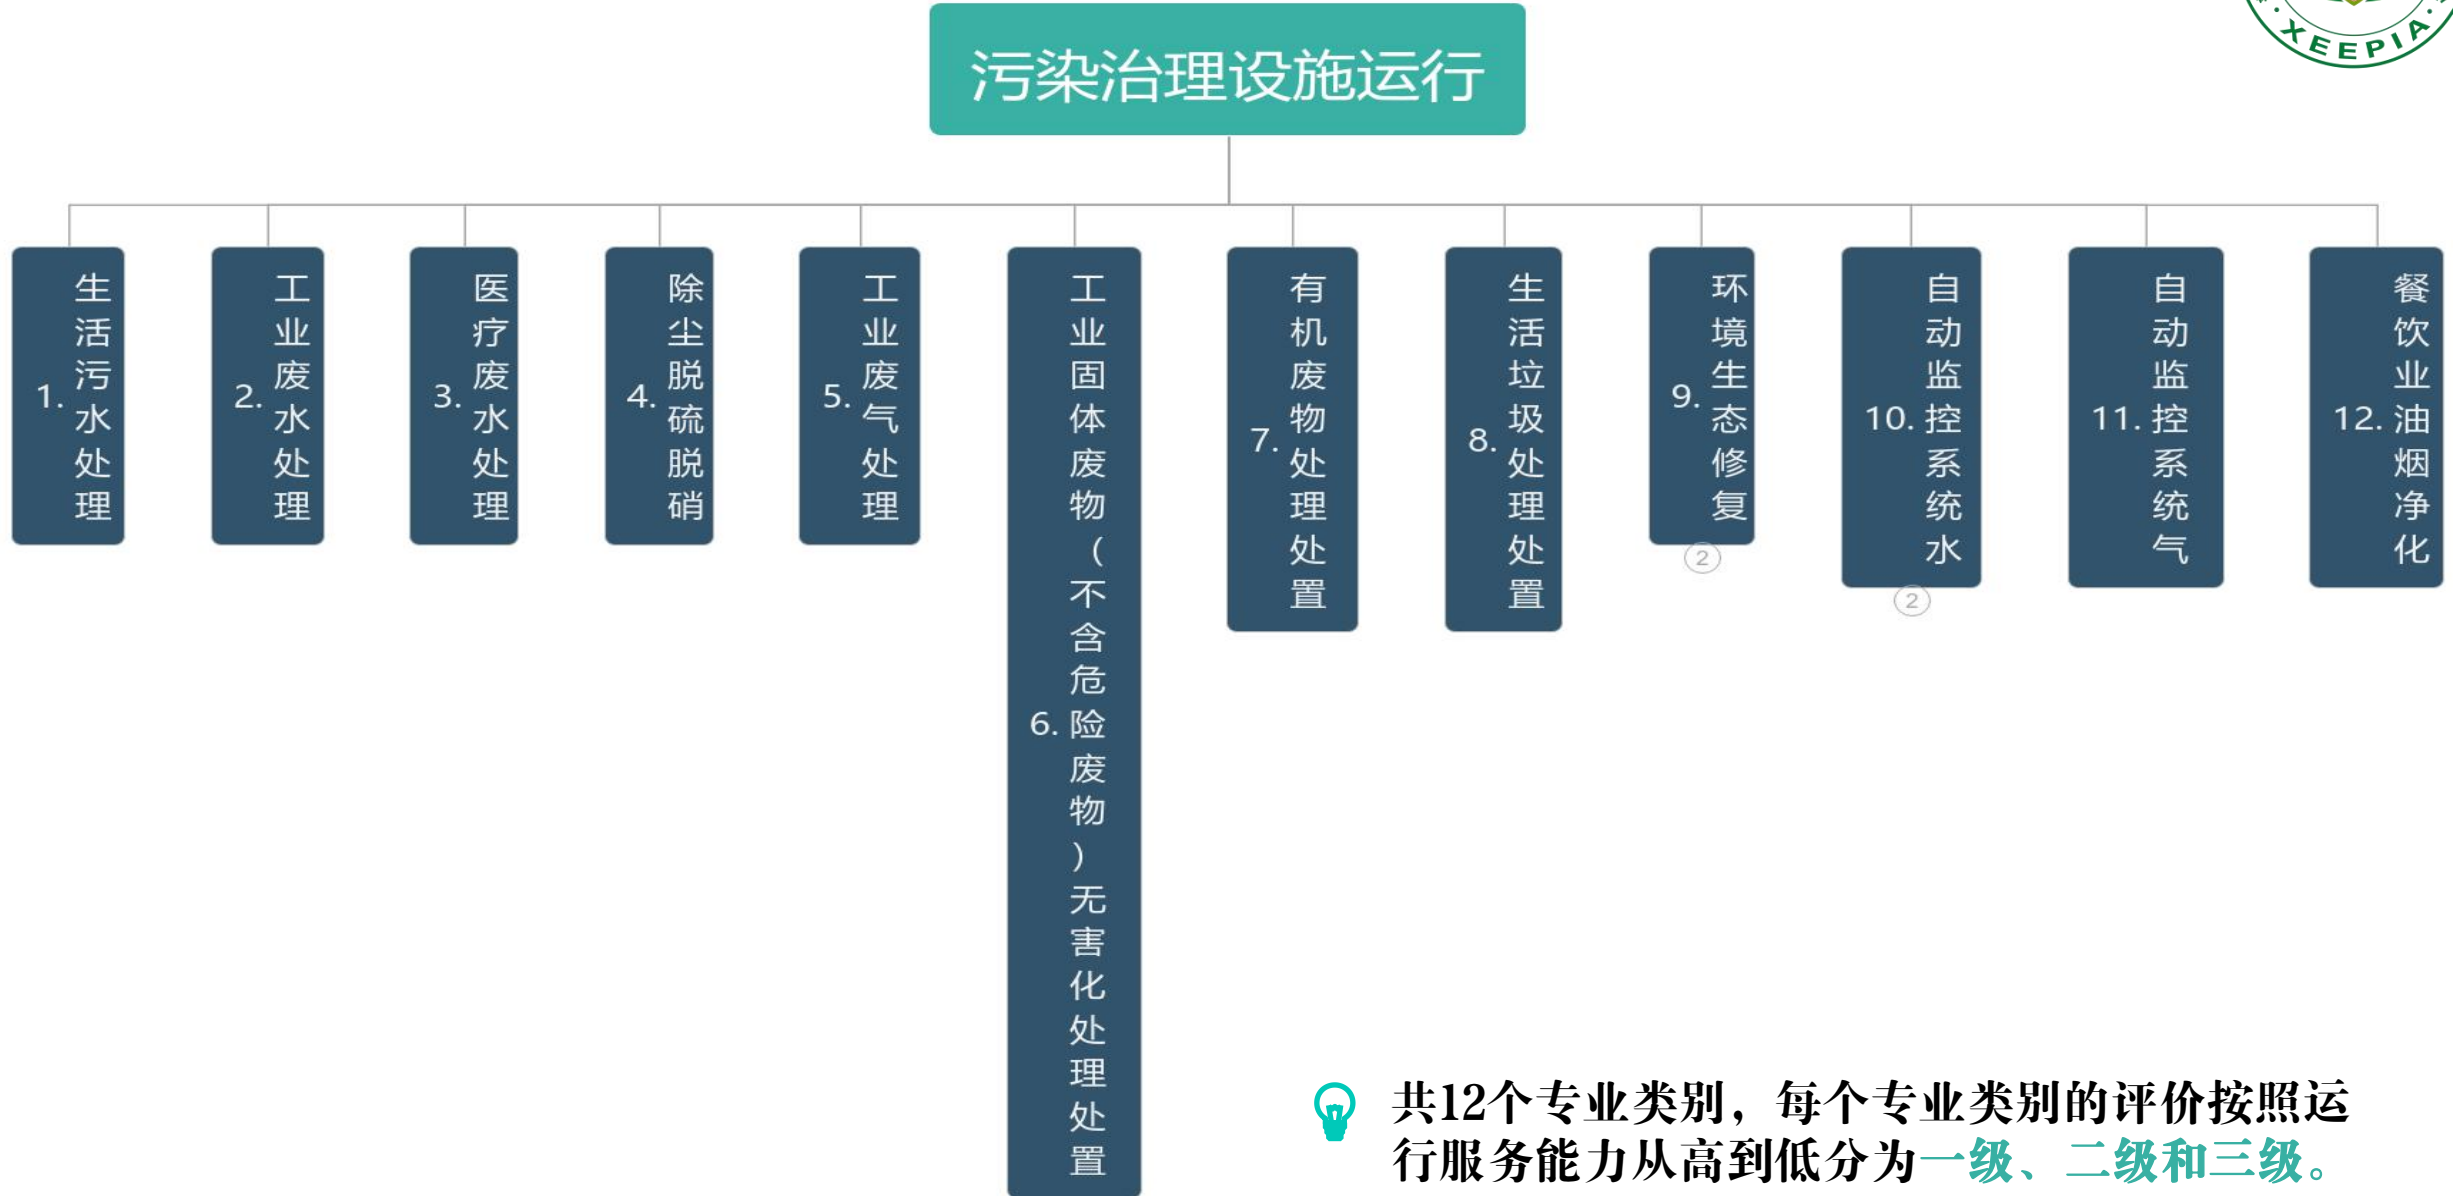 XEEPIA
污染治理设施运行
1. 生活污水处理
2. 工业废水处理
3. 医疗废水处理
4. 除尘脱硫脱硝
5. 工业废气处理
6. 工业固体废物（不含危险废物）无害化处理处置
7. 有机废物处理处置
8. 生活垃圾处理处置
9. 环境生态修复
2
10. 自动监控系统水
2
11. 自动监控系统气
12. 餐饮业油烟净化
共12个专业类别，每个专业类别的评价按照运
行服务能力从高到低分为一级、二级和三级。